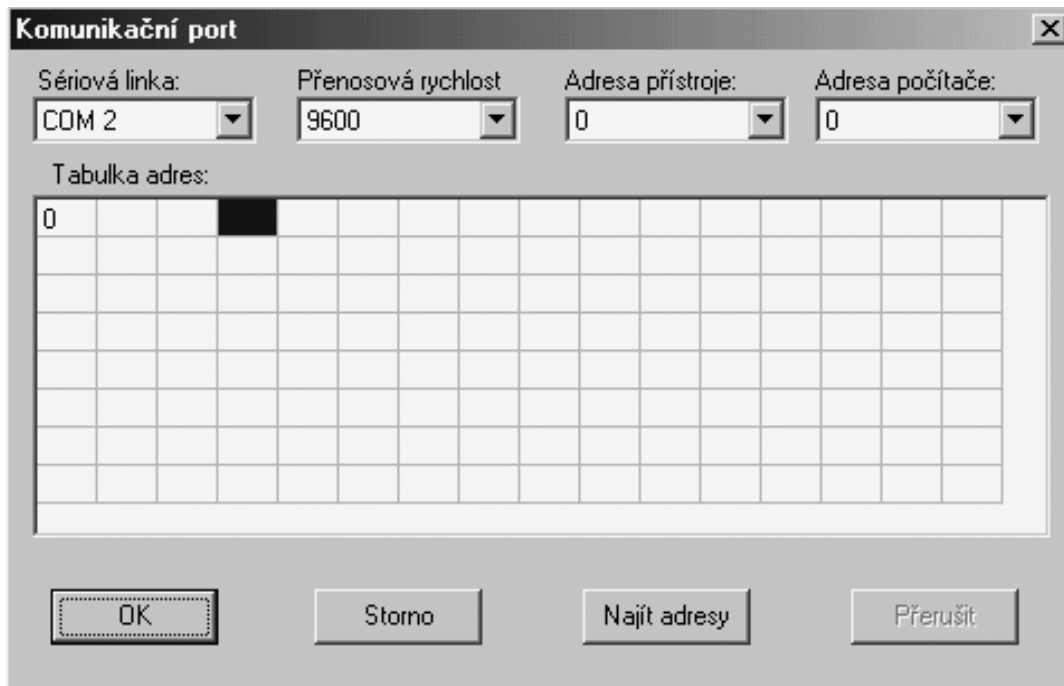 Komunikační port
Sériová linka: Přenosová rychlost Adresa přístroje: Adresa počítače:
COM 2 9600 0 0
Tabulka adres:
0
OK Storno Najít adresy Přerušit